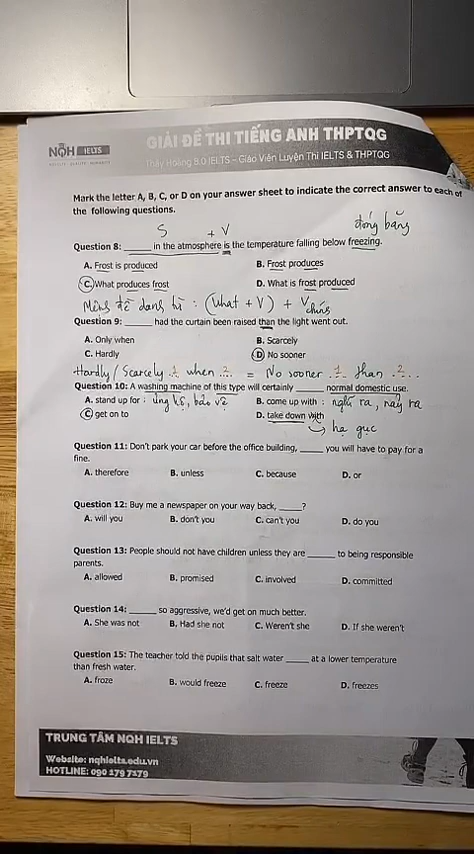 NQH IELTS
GIẢI ĐỀ THI TIẾNG ANH THPTQG
Thầy Hoàng 8.0 IELTS – Giáo Viên Luyện Thi IELTS & THPTQG
Mark the letter A, B, C, or D on your answer sheet to indicate the correct answer to each of
the following questions.
S + V đóng băng
Question 8: ______ in the atmosphere is the temperature falling below freezing.
A. Frost is produced B. Frost produces
C. What produces frost D. What is frost produced
Mệnh đề danh từ : (What + V) + V chính
Question 9: ______ had the curtain been raised than the light went out.
A. Only when B. Scarcely
C. Hardly D. No sooner
Hardly / Scarcely .1. when .2.. = No sooner .1. than .2...
Question 10: A washing machine of this type will certainly ______ normal domestic use.
A. stand up for : ủng hộ, bảo vệ B. come up with : nghĩ ra, nảy ra
C. get on to D. take down with
hạ gục
Question 11: Don't park your car before the office building, _____ you will have to pay for a
fine.
A. therefore B. unless C. because D. or
Question 12: Buy me a newspaper on your way back, _____?
A. will you B. don't you C. can't you D. do you
Question 13: People should not have children unless they are ______ to being responsible
parents.
A. allowed B. promised C. involved D. committed
Question 14: ______ so aggressive, we'd get on much better.
A. She was not B. Had she not C. Weren't she D. If she weren't
Question 15: The teacher told the pupils that salt water _____ at a lower temperature
than fresh water.
A. froze B. would freeze C. freeze D. freezes
TRUNG TÂM NQH IELTS
Website: nqhielts.edu.vn
HOTLINE: 090 179 7179